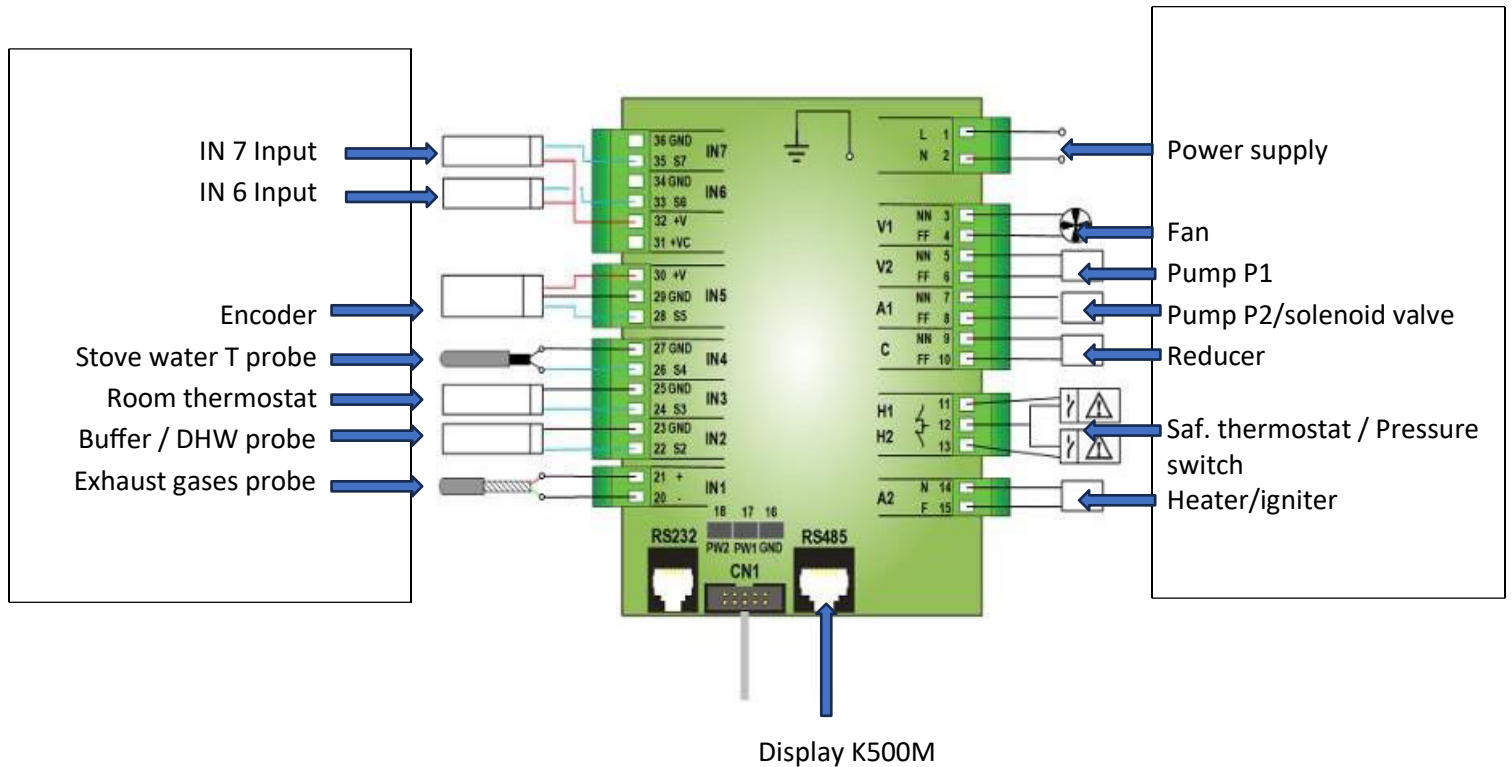 IN 7 Input
IN 6 Input
Encoder
Stove water T probe
Room thermostat
Buffer / DHW probe
Exhaust gases probe
36 GND
35 S7
IN7
34 GND
33 S6
IN6
32 +V
31 +VC
30 +V
29 GND
IN5
28 S5
27 GND
IN4
26 S4
25 GND
IN3
24 S3
23 GND
IN2
22 S2
21 +
IN1
20 -
L 1
N 2
V1
NN 3
FF 4
V2
NN 5
FF 6
A1
NN 7
FF 8
C
NN 9
FF 10
H1
11
12
H2
13
A2
N 14
F 15
18 17 16
PW2 PW1 GND
RS232
CN1
RS485
Power supply
Fan
Pump P1
Pump P2/solenoid valve
Reducer
Saf. thermostat / Pressure
switch
Heater/igniter
Display K500M